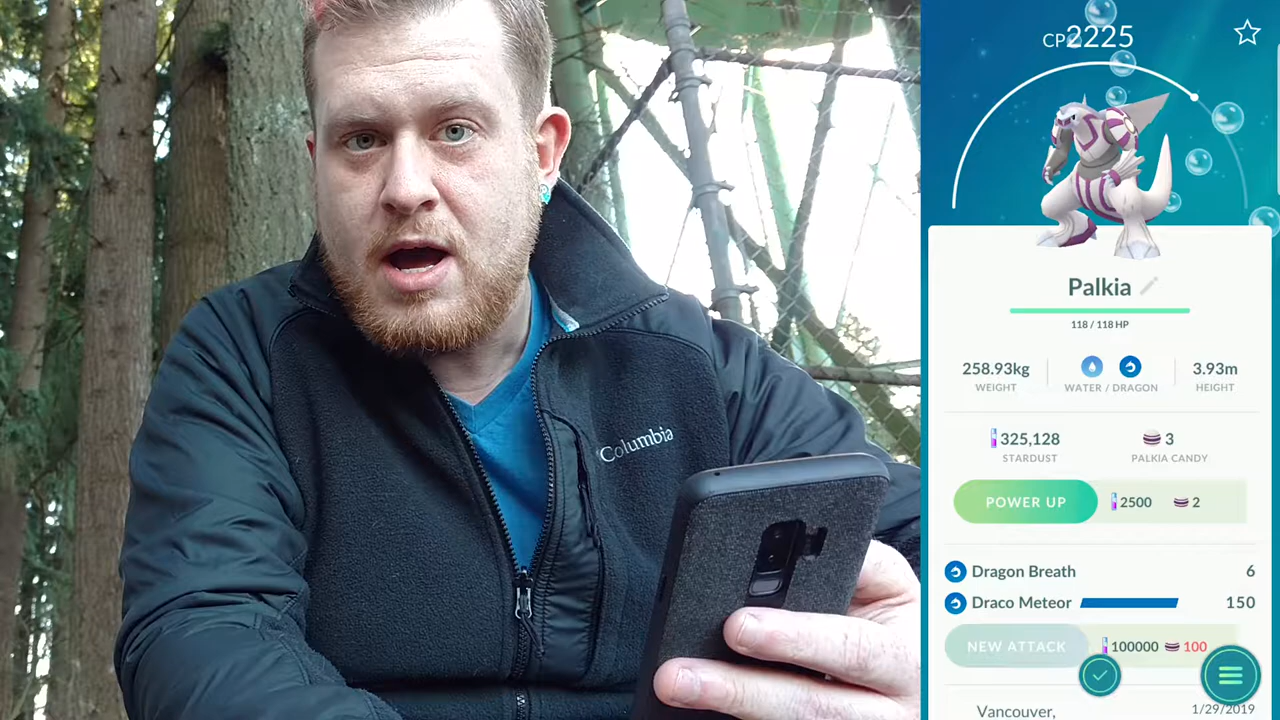 Columbia
CP2225
Palkia
118 / 118 HP
258.93kg
WEIGHT
WATER / DRAGON
3.93m
HEIGHT
325,128
STARDUST
3
PALKIA CANDY
POWER UP
2500
2
Dragon Breath
6
Draco Meteor
150
NEW ATTACK
100000
100
Vancouver,
1/29/2019